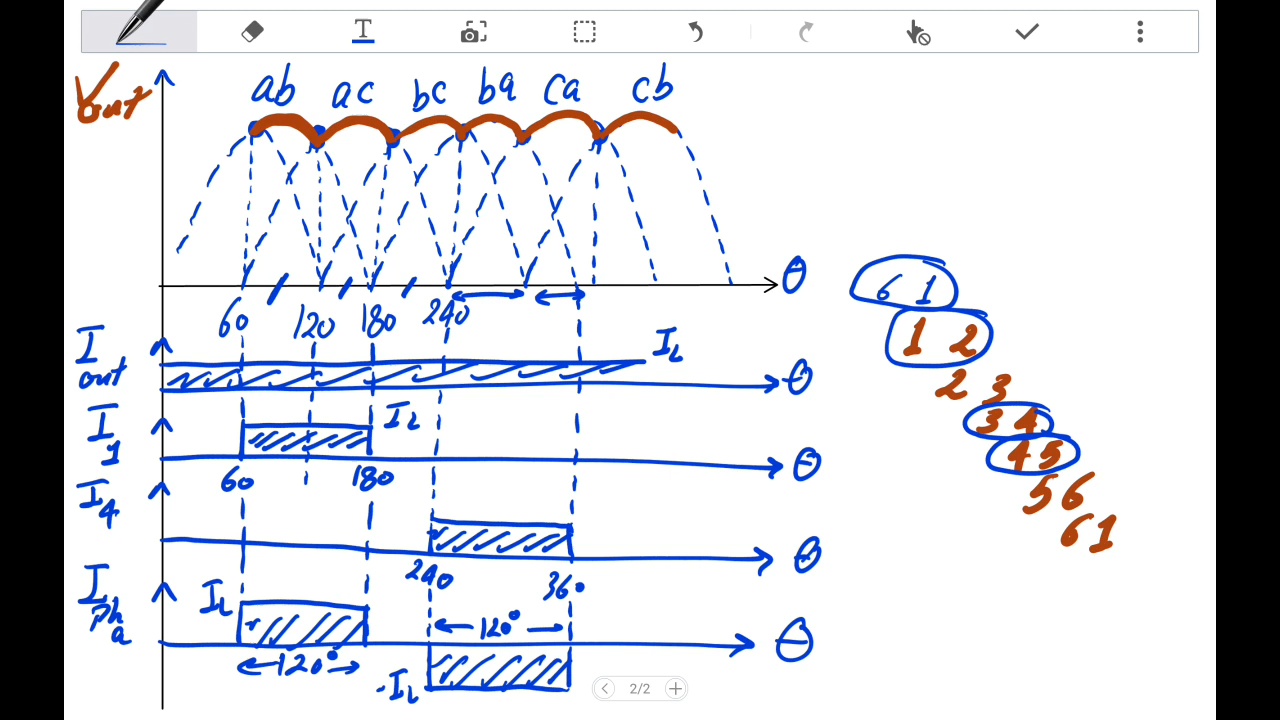 T
ab ac bc ba ca cb
Vout
θ
60 120 180 240
6 1
1 2
2 3
3 4
4 5
5 6
6 1
Iout
IL
θ
I1
IL
θ
60 180
I4
θ
240 360
I Ph a
IL
120°
θ
120°
-IL
2/2